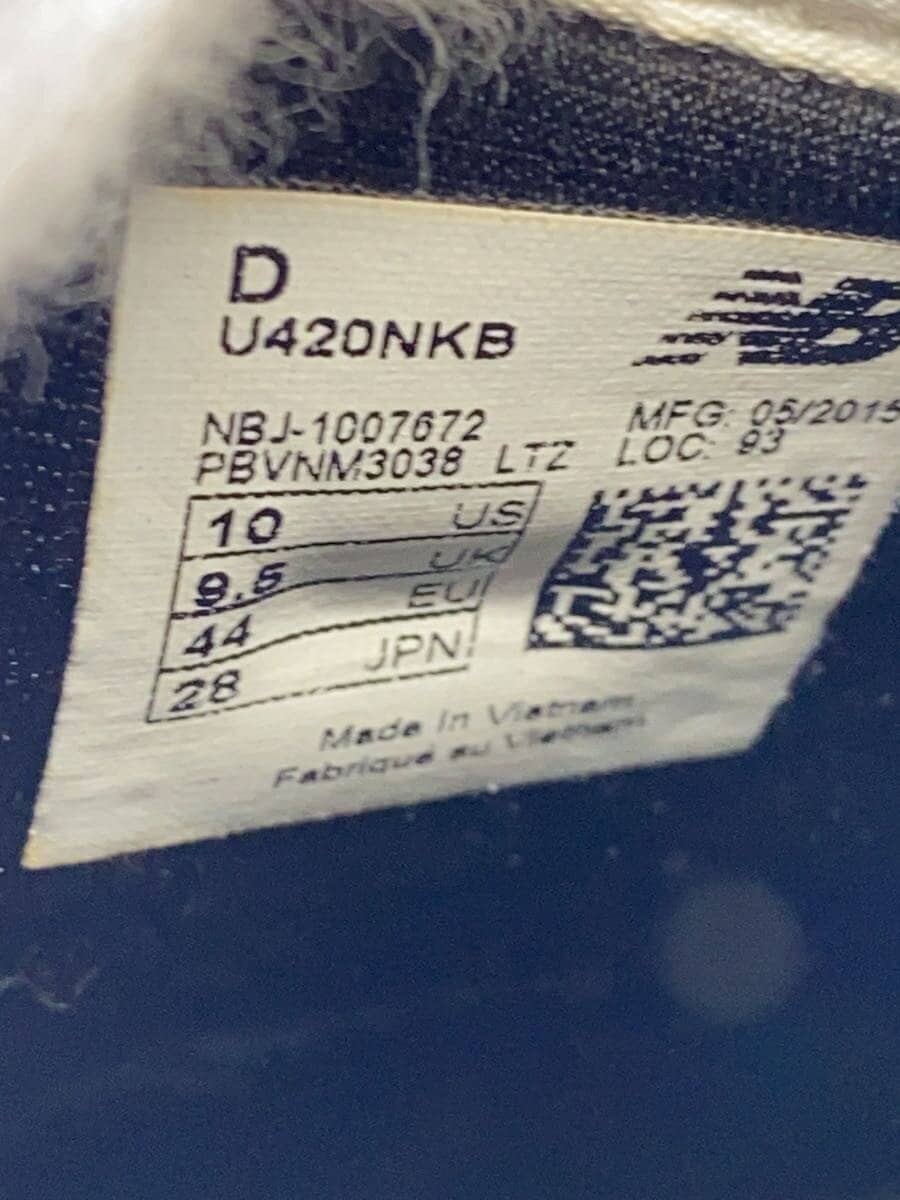 D
U420NKB
NB
NBJ-1007672 MFG: 05/2015
PBVNM3038 LTZ LOC: 93
10 US
9.5 UK
44 EU
28 JPN
Made in Vietnam
Fabriqué au Vietnam